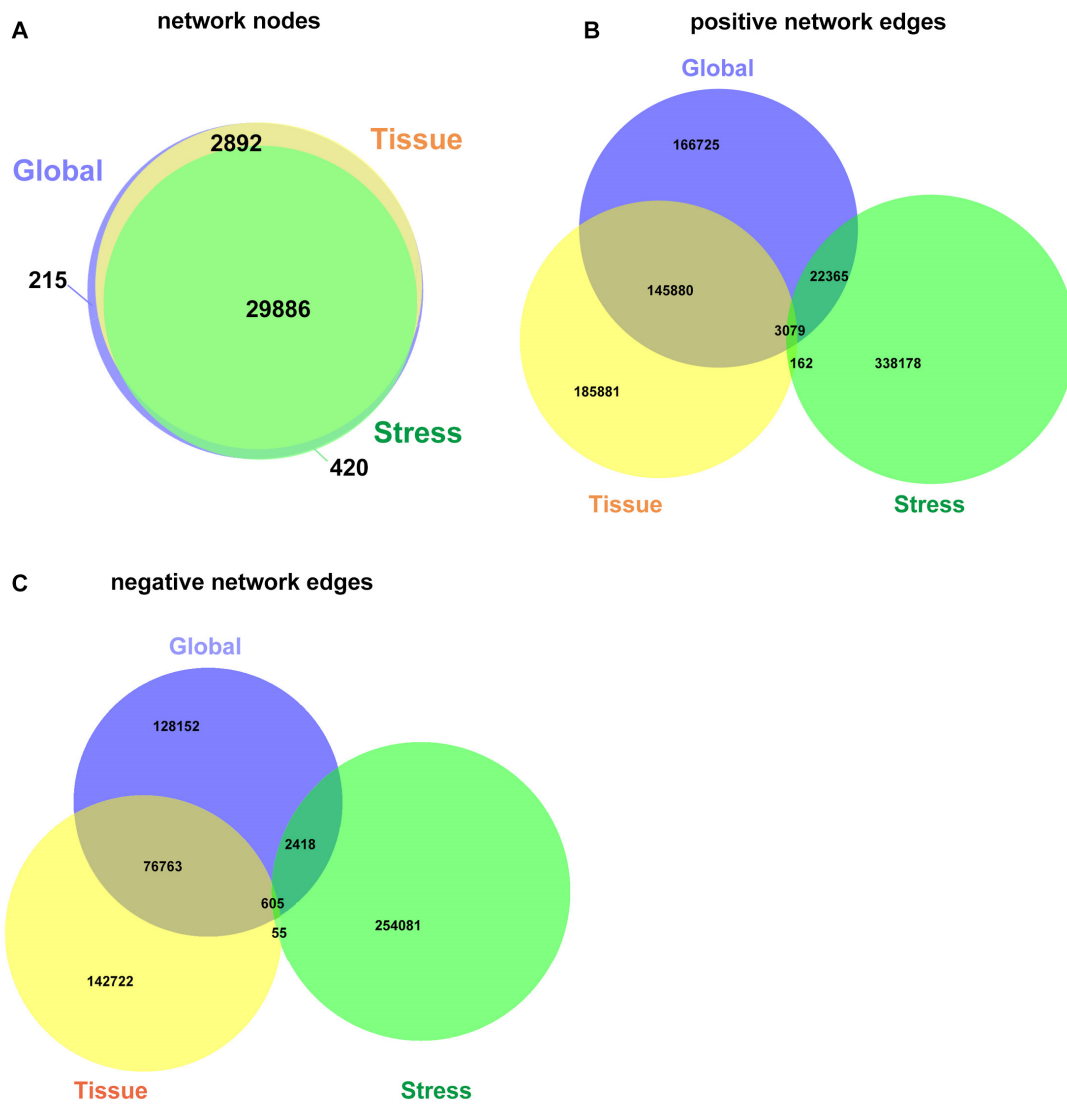 A
network nodes
Global
Tissue
2892
215
29886
Stress
420
B
positive network edges
Global
166725
22365
145880
3079
162
338178
185881
Tissue
Stress
C
negative network edges
Global
128152
2418
76763
605
55
254081
142722
Tissue
Stress